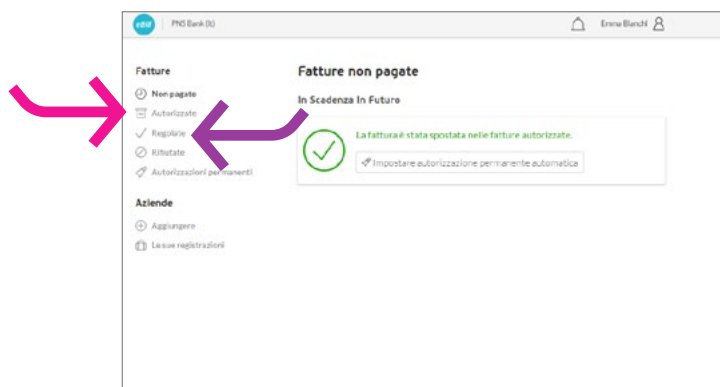 ebill PNS Bank (it) Emma Bianchi
Fatture
Non pagate
Autorizzate
Regolate
Rifiutate
Autorizzazioni permanenti
Aziende
Aggiungere
Le sue registrazioni
Fatture non pagate
In Scadenza In Futuro
La fattura è stata spostata nelle fatture autorizzate.
Impostare autorizzazione permanente automatica